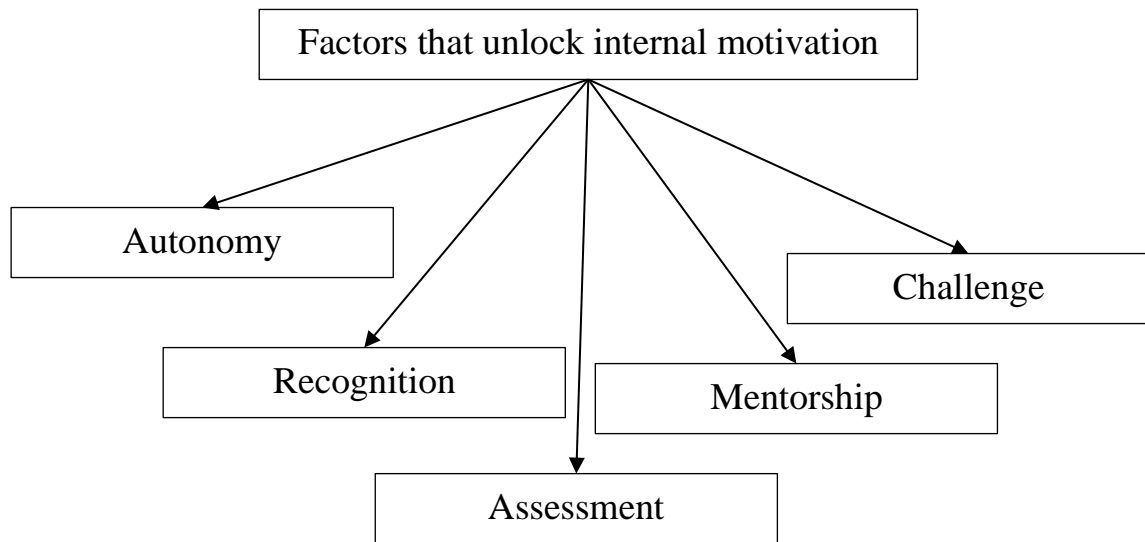 Factors that unlock internal motivation
Autonomy
Challenge
Recognition
Mentorship
Assessment